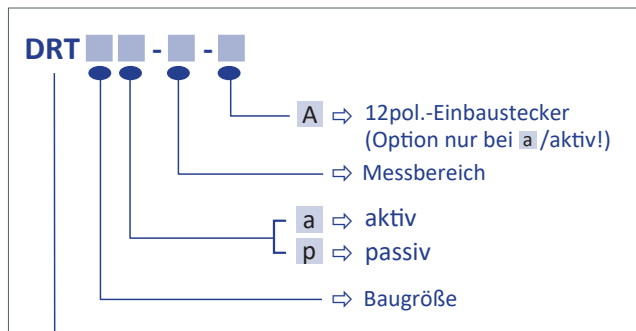 DRT - -
A ⇨ 12pol.-Einbaustecker
(Option nur bei a /aktiv!)
⇨ Messbereich
a ⇨ aktiv
p ⇨ passiv
⇨ Baugröße